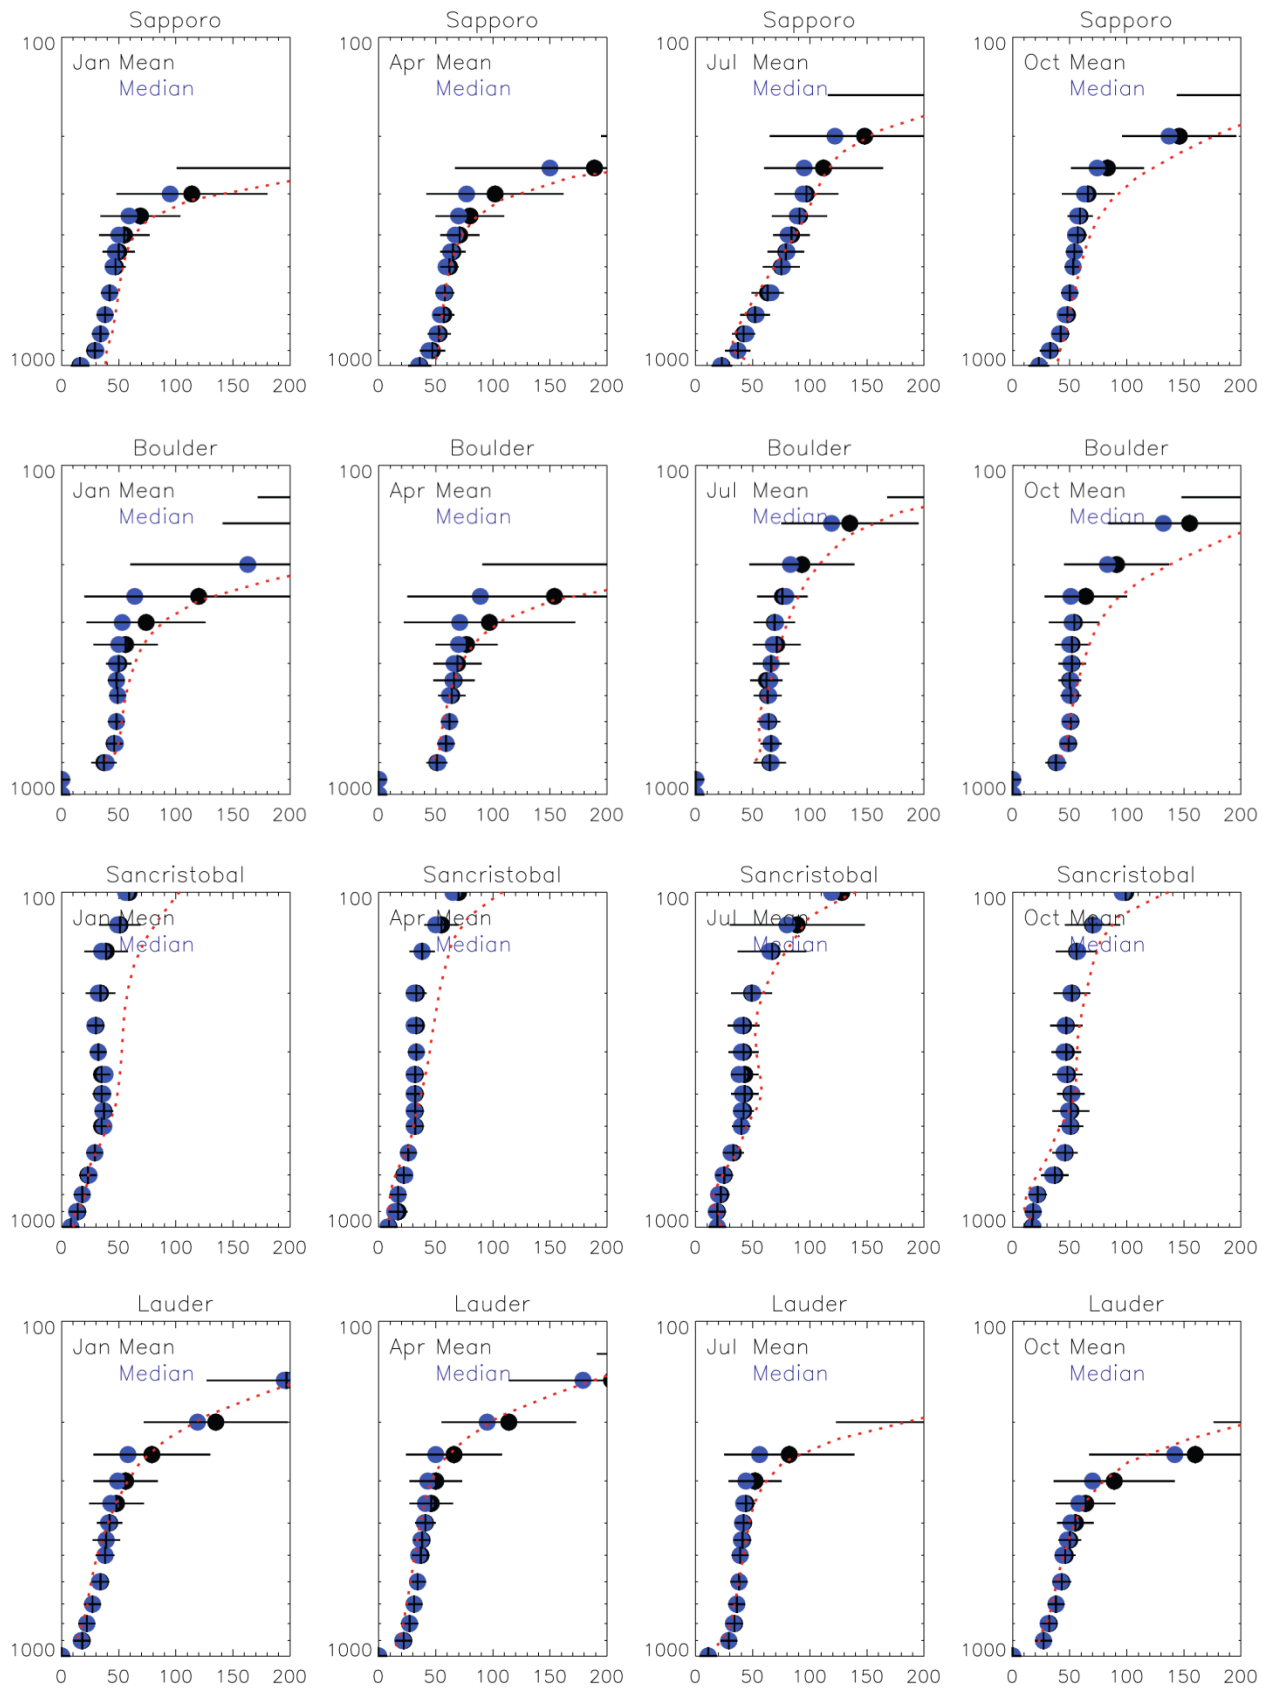 Sapporo Sapporo Sapporo Sapporo
100 100 100 100
Jan Mean Apr Mean Jul Mean Oct Mean
Median Median Median Median
1000 1000 1000 1000
0 50 100 150 200 0 50 100 150 200 0 50 100 150 200 0 50 100 150 200
Boulder Boulder Boulder Boulder
100 100 100 100
Jan Mean Apr Mean Jul Mean Oct Mean
Median Median Median Median
1000 1000 1000 1000
0 50 100 150 200 0 50 100 150 200 0 50 100 150 200 0 50 100 150 200
Sancristobal Sancristobal Sancristobal Sancristobal
100 100 100 100
Jan Mean Apr Mean Jul Mean Oct Mean
Median Median Median Median
1000 1000 1000 1000
0 50 100 150 200 0 50 100 150 200 0 50 100 150 200 0 50 100 150 200
Lauder Lauder Lauder Lauder
100 100 100 100
Jan Mean Apr Mean Jul Mean Oct Mean
Median Median Median Median
1000 1000 1000 1000
0 50 100 150 200 0 50 100 150 200 0 50 100 150 200 0 50 100 150 200